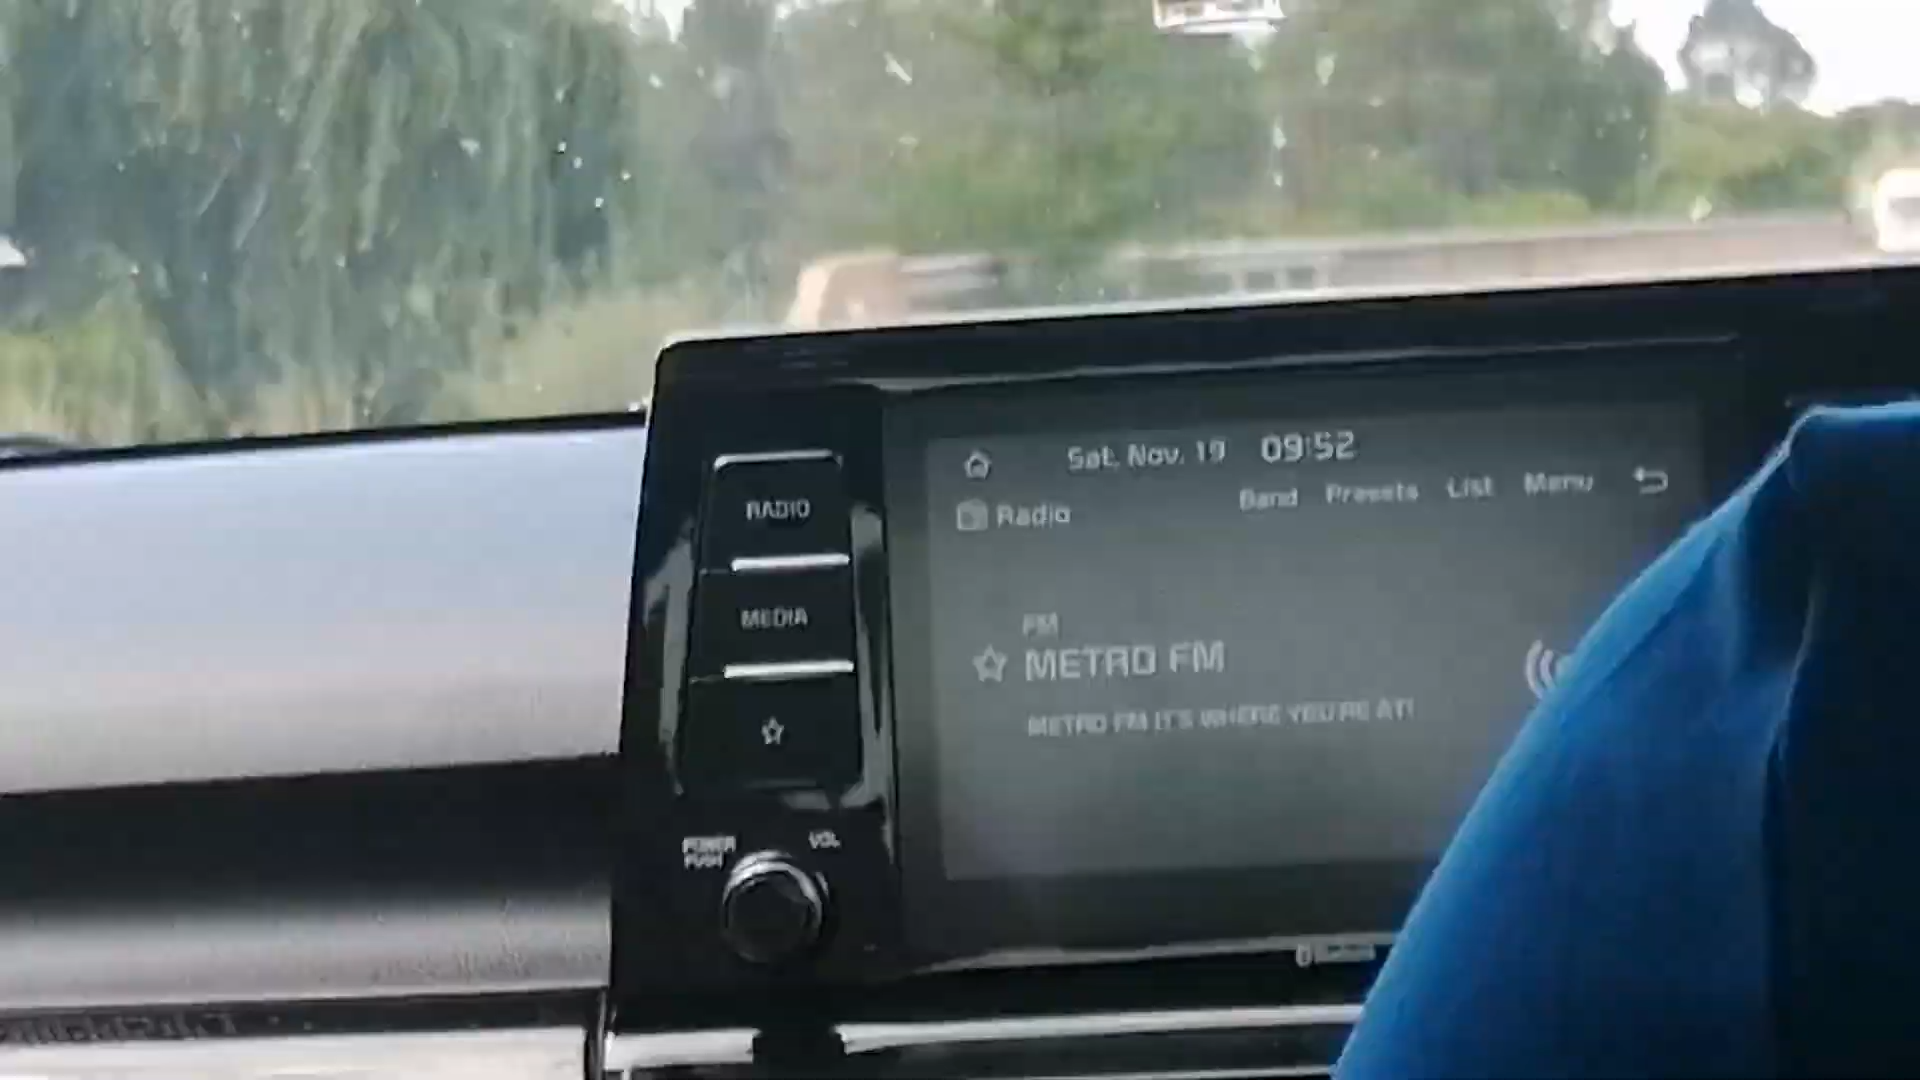 Sat. Nov. 19 09:52
Radio Band Presets List Menu
FM
METRO FM
METRO FM IT'S WHERE YOU'RE AT!
RADIO
MEDIA
POWER
PUSH
VOL